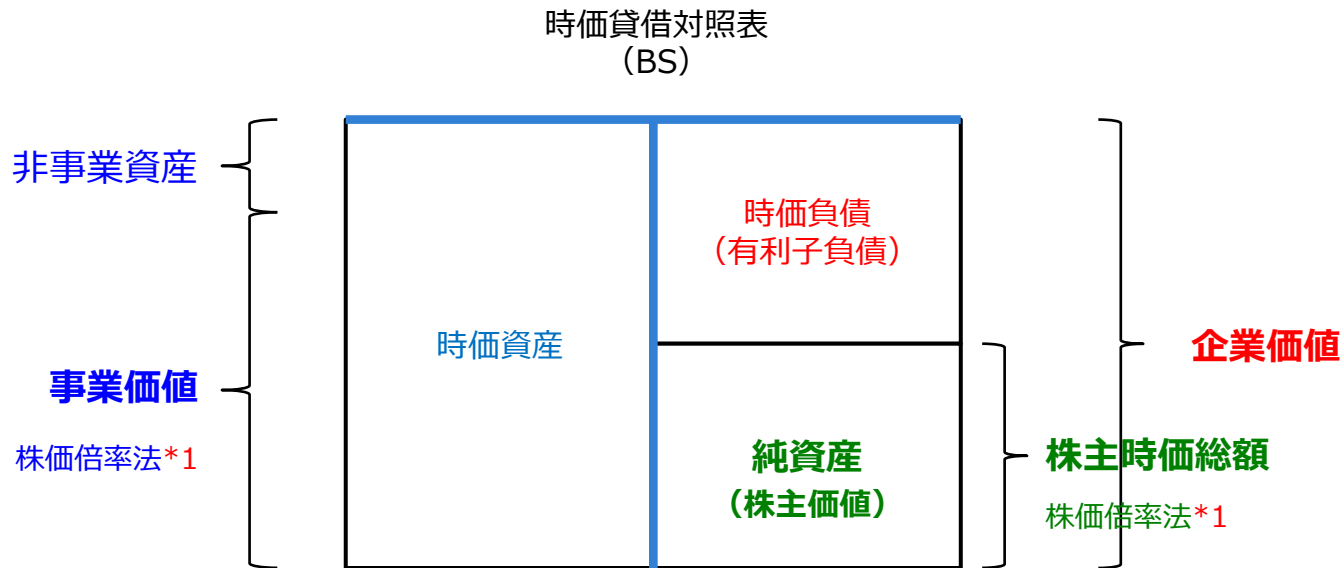 時価貸借対照表
（BS）
非事業資産
時価負債
（有利子負債）
時価資産
企業価値
事業価値
株価倍率法*1
純資産
（株主価値）
株主時価総額
株価倍率法*1